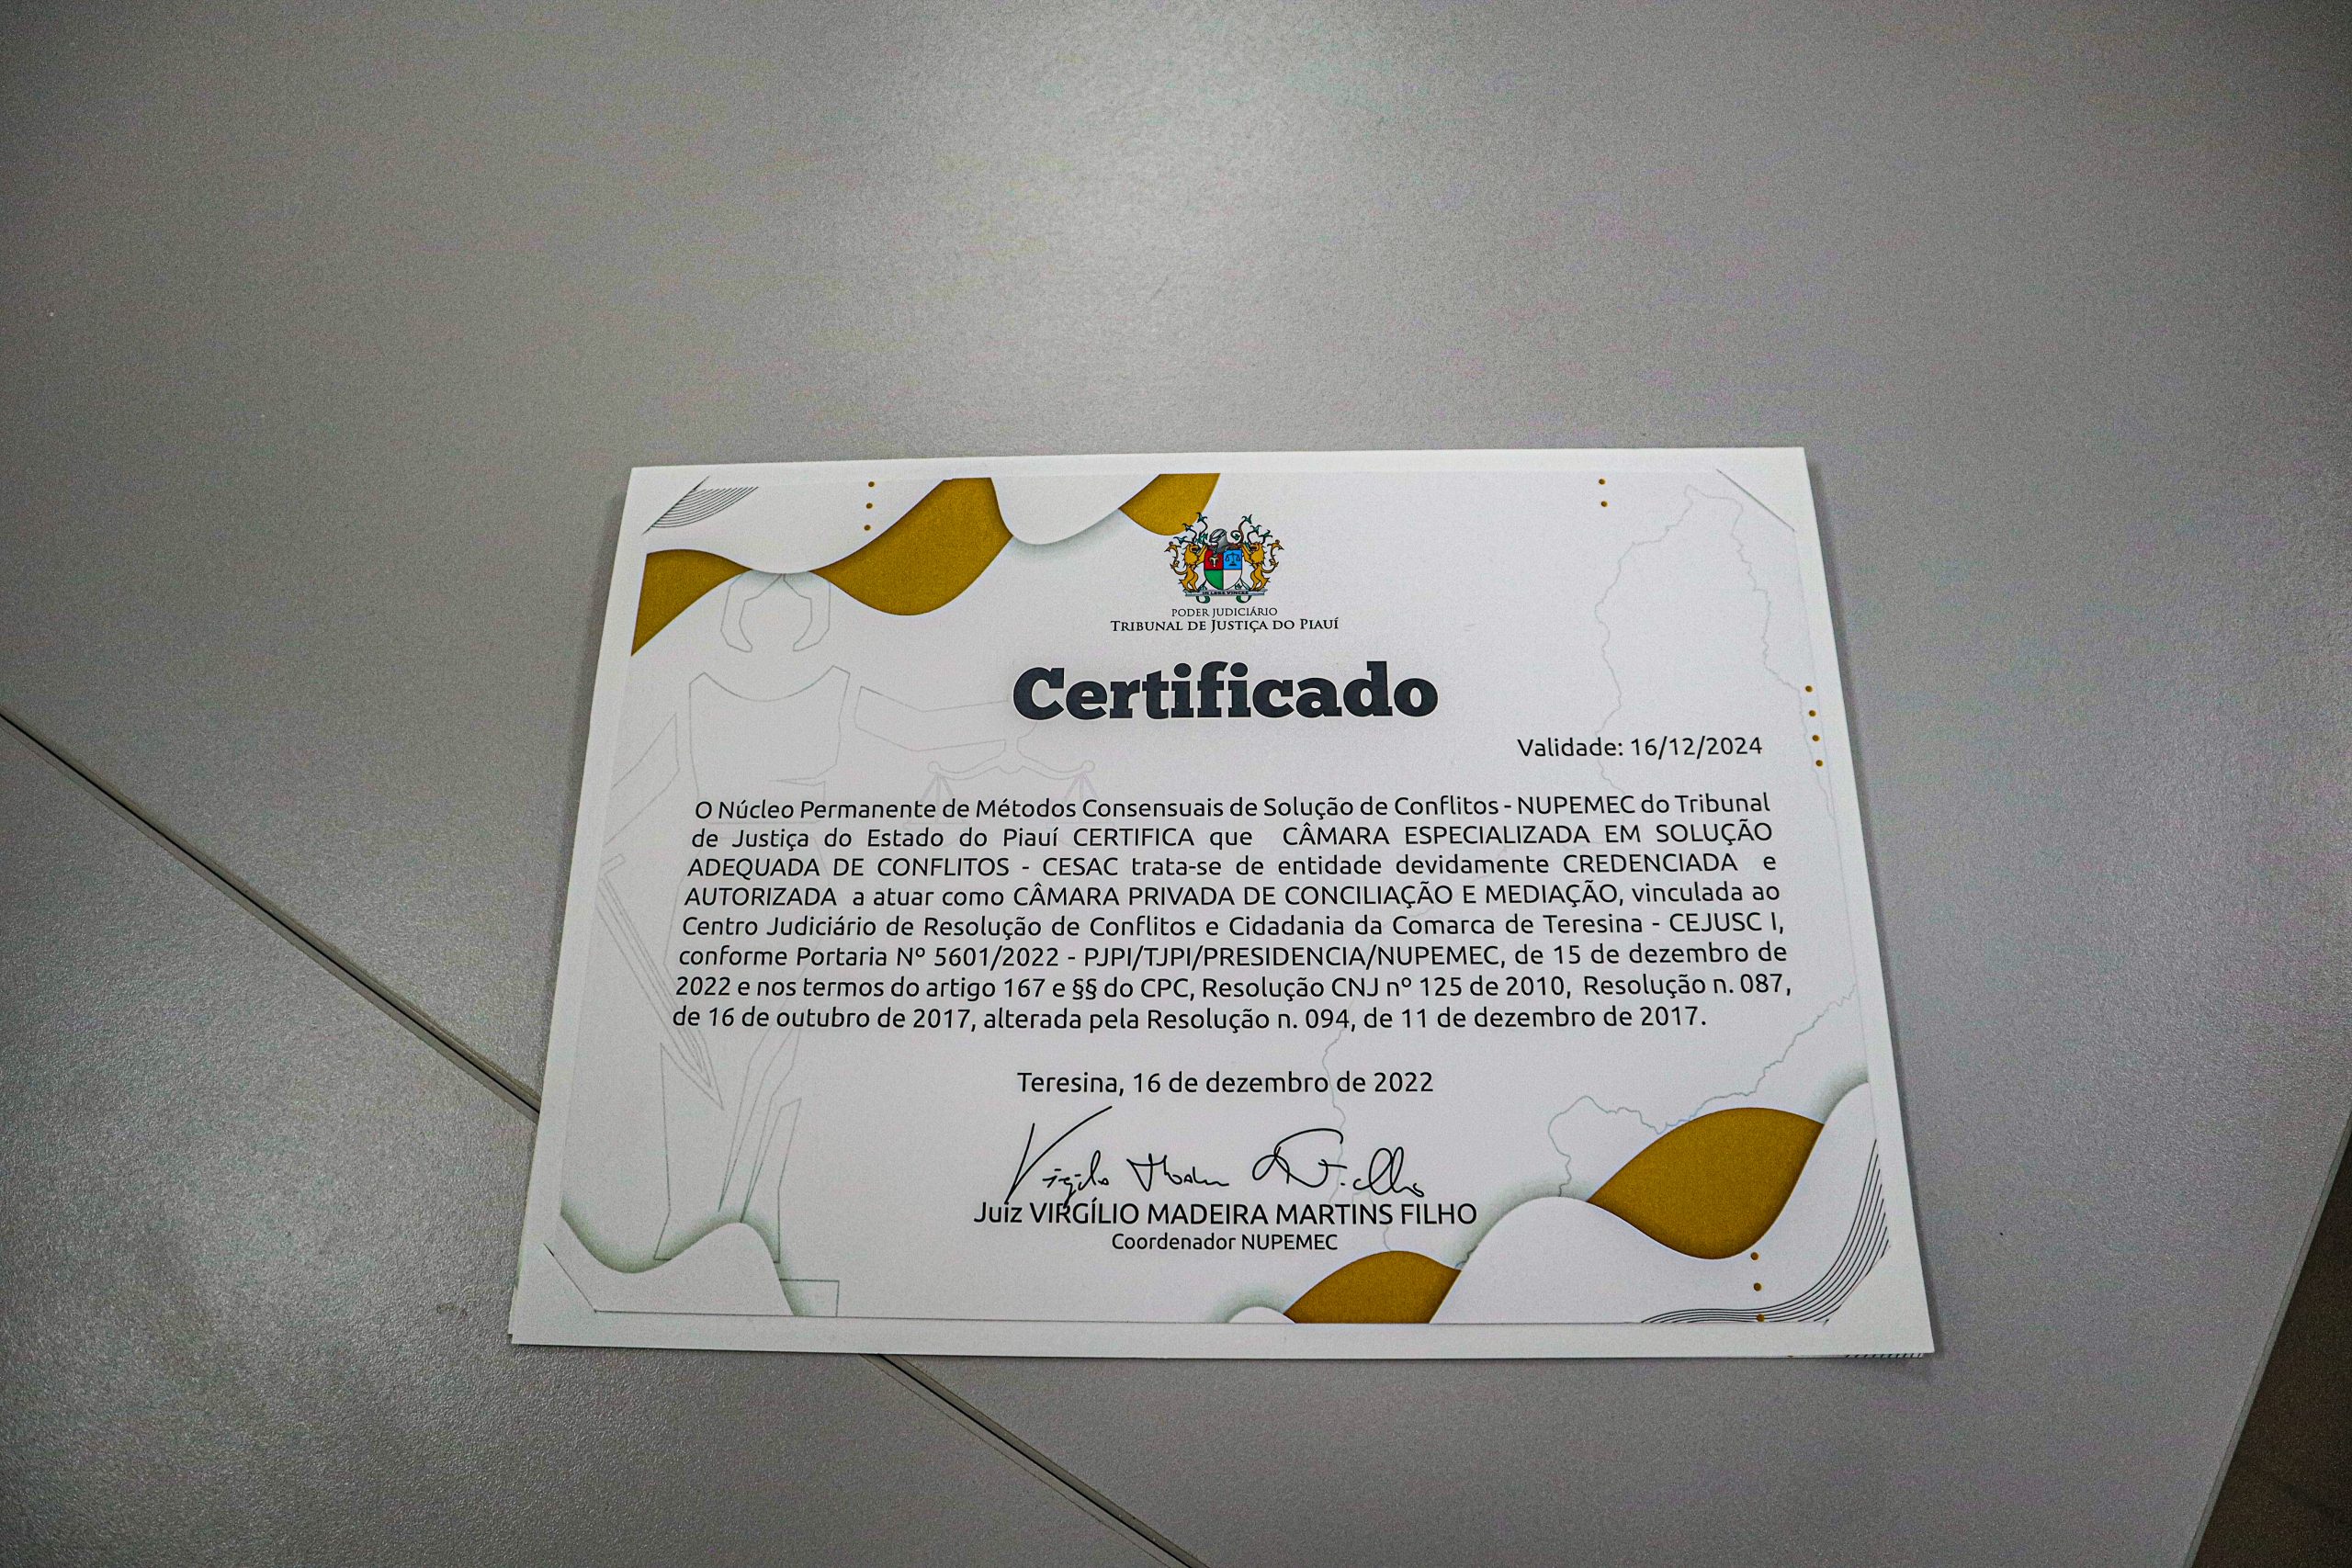 PODER JUDICIÁRIO
TRIBUNAL DE JUSTIÇA DO PIAUÍ
Certificado
Validade: 16/12/2024
O Núcleo Permanente de Métodos Consensuais de Solução de Conflitos - NUPEMEC do Tribunal
de Justiça do Estado do Piauí CERTIFICA que CÂMARA ESPECIALIZADA EM SOLUÇÃO
ADEQUADA DE CONFLITOS - CESAC trata-se de entidade devidamente CREDENCIADA e
AUTORIZADA a atuar como CÂMARA PRIVADA DE CONCILIAÇÃO E MEDIAÇÃO, vinculada ao
Centro Judiciário de Resolução de Conflitos e Cidadania da Comarca de Teresina - CEJUSC I,
conforme Portaria Nº 5601/2022 - PJPI/TJPI/PRESIDENCIA/NUPEMEC, de 15 de dezembro de
2022 e nos termos do artigo 167 e §§ do CPC, Resolução CNJ nº 125 de 2010, Resolução n. 087,
de 16 de outubro de 2017, alterada pela Resolução n. 094, de 11 de dezembro de 2017.
Teresina, 16 de dezembro de 2022
Juiz VIRGÍLIO MADEIRA MARTINS FILHO
Coordenador NUPEMEC